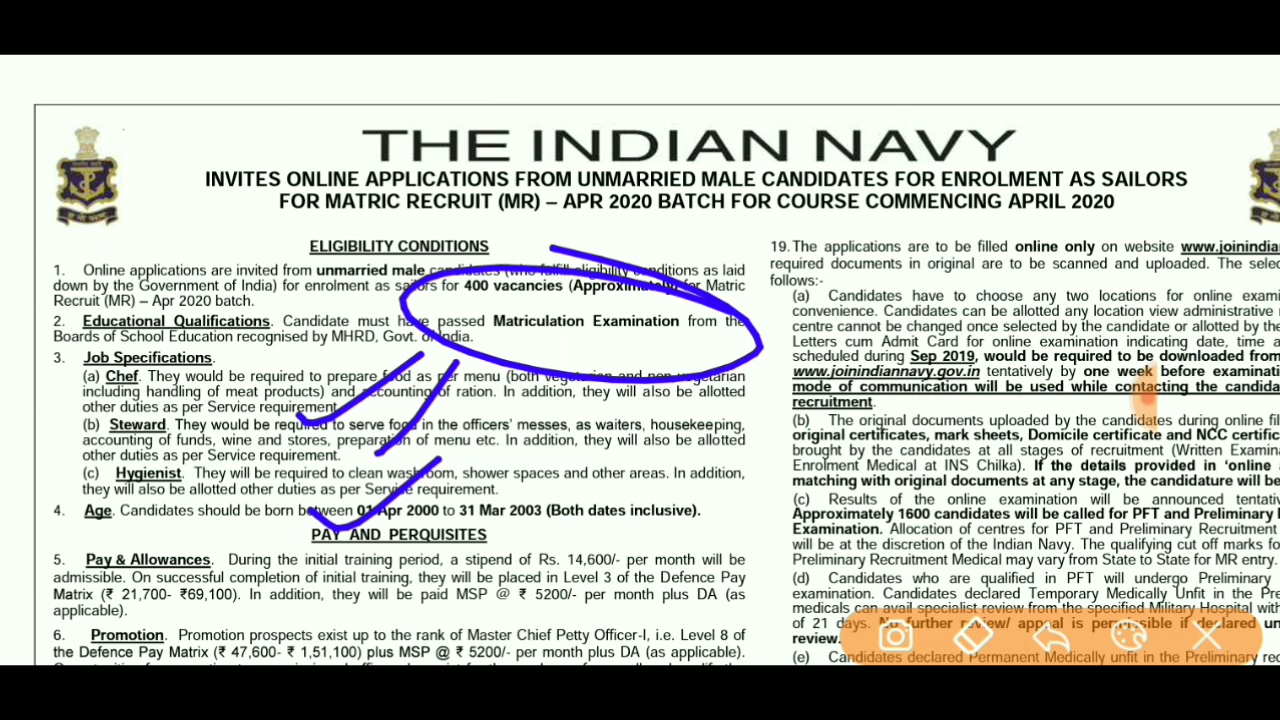 THE INDIAN NAVY
INVITES ONLINE APPLICATIONS FROM UNMARRIED MALE CANDIDATES FOR ENROLMENT AS SAILORS
FOR MATRIC RECRUIT (MR) – APR 2020 BATCH FOR COURSE COMMENCING APRIL 2020
ELIGIBILITY CONDITIONS
1. Online applications are invited from unmarried male candidates (who fulfill eligibility conditions as laid
down by the Government of India) for enrolment as sailors for 400 vacancies (Approximately) for Matric
Recruit (MR) – Apr 2020 batch.
2. Educational Qualifications. Candidate must have passed Matriculation Examination from the
Boards of School Education recognised by MHRD, Govt. of India.
3. Job Specifications.
(a) Chef. They would be required to prepare food as per menu (both vegetarian and non-vegetarian
including handling of meat products) and accounting of ration. In addition, they will also be allotted
other duties as per Service requirement.
(b) Steward. They would be required to serve food in the officers’ messes, as waiters, housekeeping,
accounting of funds, wine and stores, preparation of menu etc. In addition, they will also be allotted
other duties as per Service requirement.
(c) Hygienist. They will be required to clean washroom, shower spaces and other areas. In addition,
they will also be allotted other duties as per Service requirement.
4. Age. Candidates should be born between 01 Apr 2000 to 31 Mar 2003 (Both dates inclusive).
PAY AND PERQUISITES
5. Pay & Allowances. During the initial training period, a stipend of Rs. 14,600/- per month will be
admissible. On successful completion of initial training, they will be placed in Level 3 of the Defence Pay
Matrix (₹ 21,700- ₹69,100). In addition, they will be paid MSP @ ₹ 5200/- per month plus DA (as
applicable).
6. Promotion. Promotion prospects exist up to the rank of Master Chief Petty Officer-I, i.e. Level 8 of
the Defence Pay Matrix (₹ 47,600- ₹ 1,51,100) plus MSP @ ₹ 5200/- per month plus DA (as applicable).
19. The applications are to be filled online only on website www.joinindia
required documents in original are to be scanned and uploaded. The selec
follows:-
(a) Candidates have to choose any two locations for online exami
convenience. Candidates can be allotted any location view administrative
centre cannot be changed once selected by the candidate or allotted by the
Letters cum Admit Card for online examination indicating date, time a
scheduled during Sep 2019, would be required to be downloaded from
www.joinindiannavy.gov.in tentatively by one week before examinati
mode of communication will be used while contacting the candida
recruitment.
(b) The original documents uploaded by the candidates during online fil
original certificates, mark sheets, Domicile certificate and NCC certific
brought by the candidates at all stages of recruitment (Written Examina
Enrolment Medical at INS Chilka). If the details provided in ‘online
matching with original documents at any stage, the candidature will be
(c) Results of the online examination will be announced tentati
Approximately 1600 candidates will be called for PFT and Preliminary
Examination. Allocation of centres for PFT and Preliminary Recruitment
will be at the discretion of the Indian Navy. The qualifying cut off marks fo
Preliminary Recruitment Medical may vary from State to State for MR entry.
(d) Candidates who are qualified in PFT will undergo Preliminary
examination. Candidates declared Temporary Medically Unfit in the Pre
medicals can avail specialist review from the specified Military Hospital with
of 21 days. No further review/ appeal is permissible if declared un
review.
(e) Candidates declared Permanent Medically unfit in the Preliminary rec